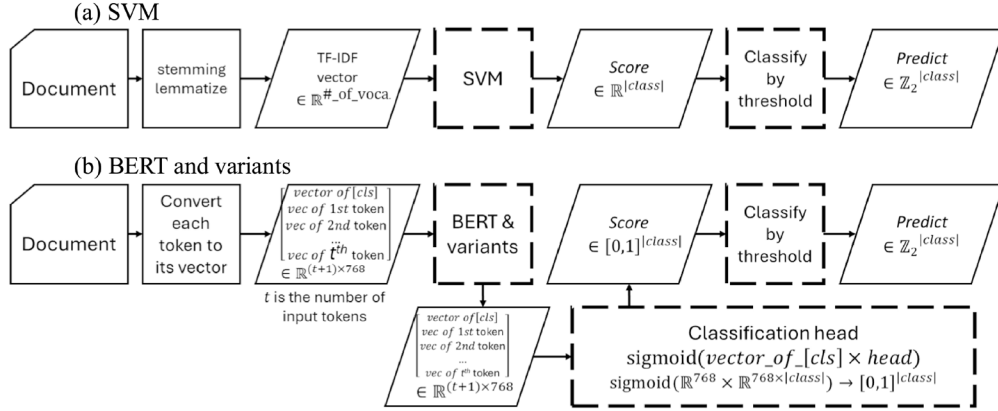 (a) SVM
Document
stemming
lemmatize
TF-IDF
vector
∈ ℝ^#_of_voca.
SVM
Score
∈ ℝ^|class|
Classify
by
threshold
Predict
∈ ℤ₂^|class|
(b) BERT and variants
Document
Convert
each
token to
its vector
vector of[cls]
vec of 1st token
vec of 2nd token
...
vec of t^th token
∈ ℝ^(t+1)×768
t is the number of
input tokens
BERT &
variants
Score
∈ [0,1]^|class|
Classify
by
threshold
Predict
∈ ℤ₂^|class|
vector of[cls]
vec of 1st token
vec of 2nd token
...
vec of t^th token
∈ ℝ^(t+1)×768
Classification head
sigmoid(vector_of_[cls] × head)
sigmoid(ℝ^768 × ℝ^768×|class|) → [0,1]^|class|